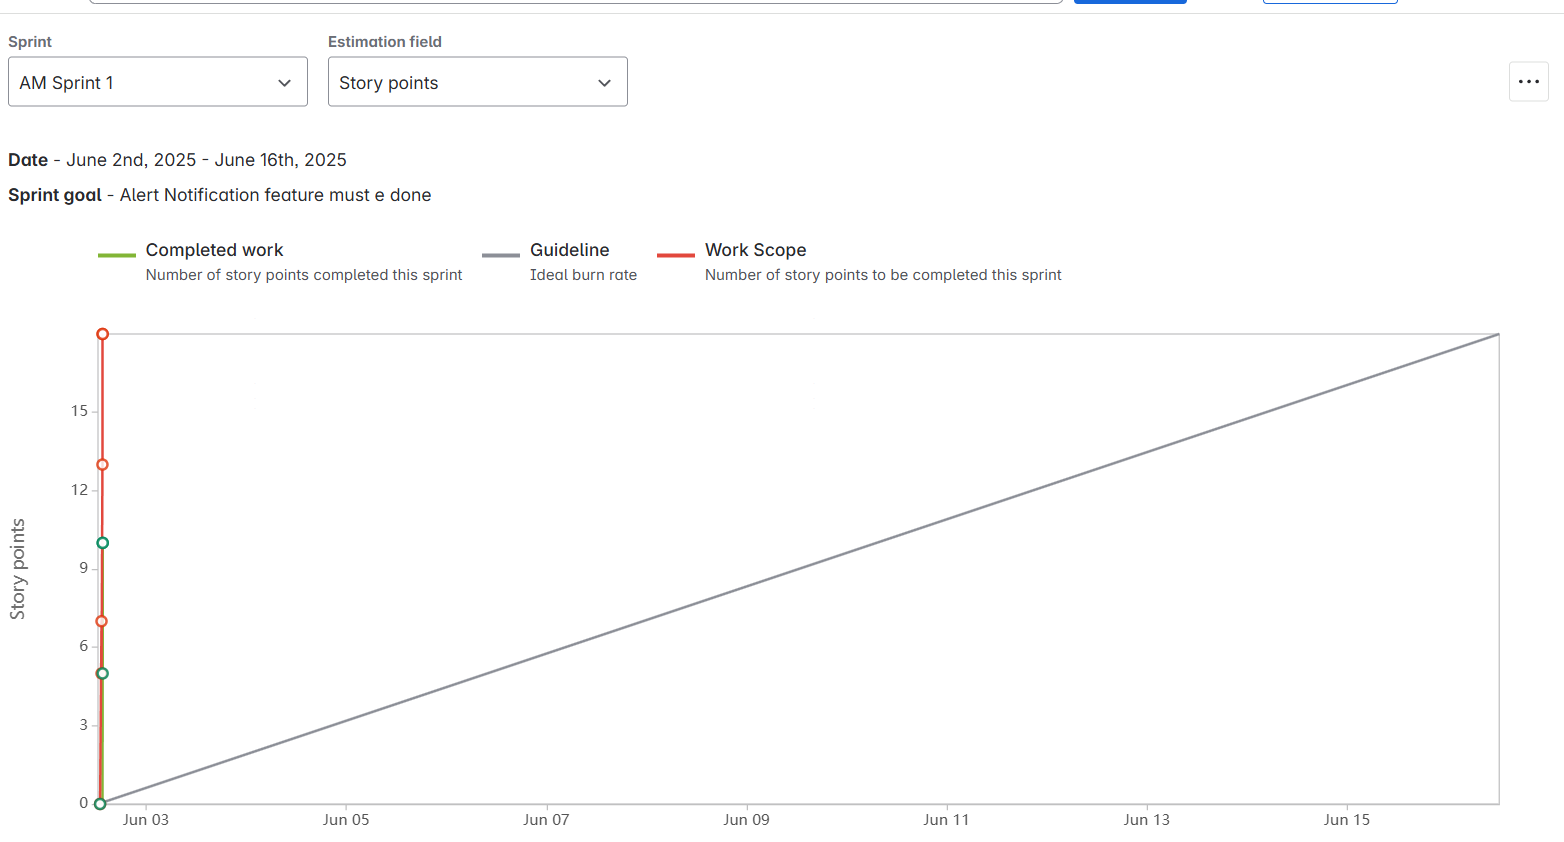 Sprint
Estimation field
AM Sprint 1
Story points
Date - June 2nd, 2025 - June 16th, 2025
Sprint goal - Alert Notification feature must e done
Completed work
Number of story points completed this sprint
Guideline
Ideal burn rate
Work Scope
Number of story points to be completed this sprint
Story points
15
12
9
6
3
0
Jun 03
Jun 05
Jun 07
Jun 09
Jun 11
Jun 13
Jun 15